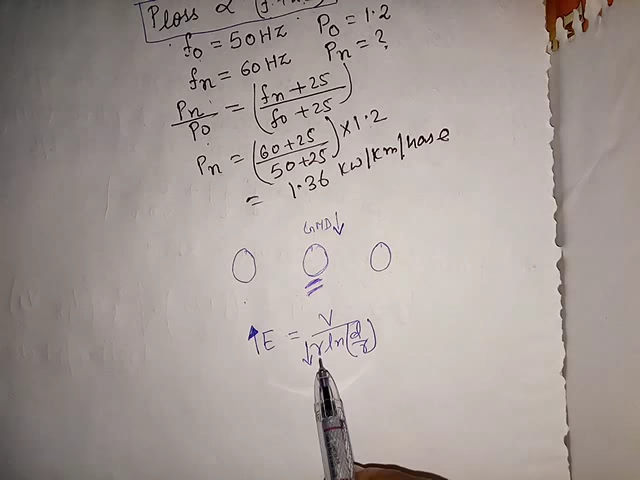 Ploss α (f+
f0 = 50HZ P0 = 1.2
fn = 60HZ Pn = ?
Pn/P0 = (fn+25/f0+25)
Pn = (60+25/50+25) × 1.2
= 1.36 kw/km/hase
GND↓
↑E = V/↓r ln(d/r)